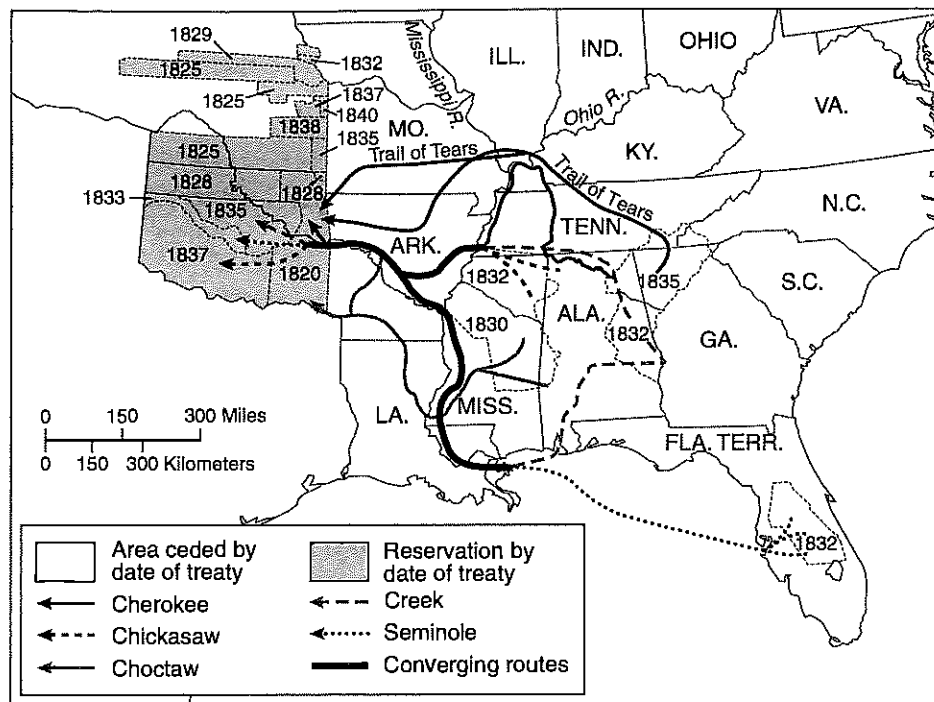 1829
1825
1832
1825
1837
1840
1838
1835
1825
1828
1828
1833
1835
1837
1820
Mississippi R.
MO.
ILL.
IND.
OHIO
Ohio R.
VA.
KY.
Trail of Tears
Trail of Tears
TENN.
N.C.
ARK.
1832
1835
S.C.
1830
ALA.
1832
GA.
MISS.
LA.
FLA. TERR.
1832
0 150 300 Miles
0 150 300 Kilometers
Area ceded by
date of treaty
Cherokee
Chickasaw
Choctaw
Reservation by
date of treaty
Creek
Seminole
Converging routes